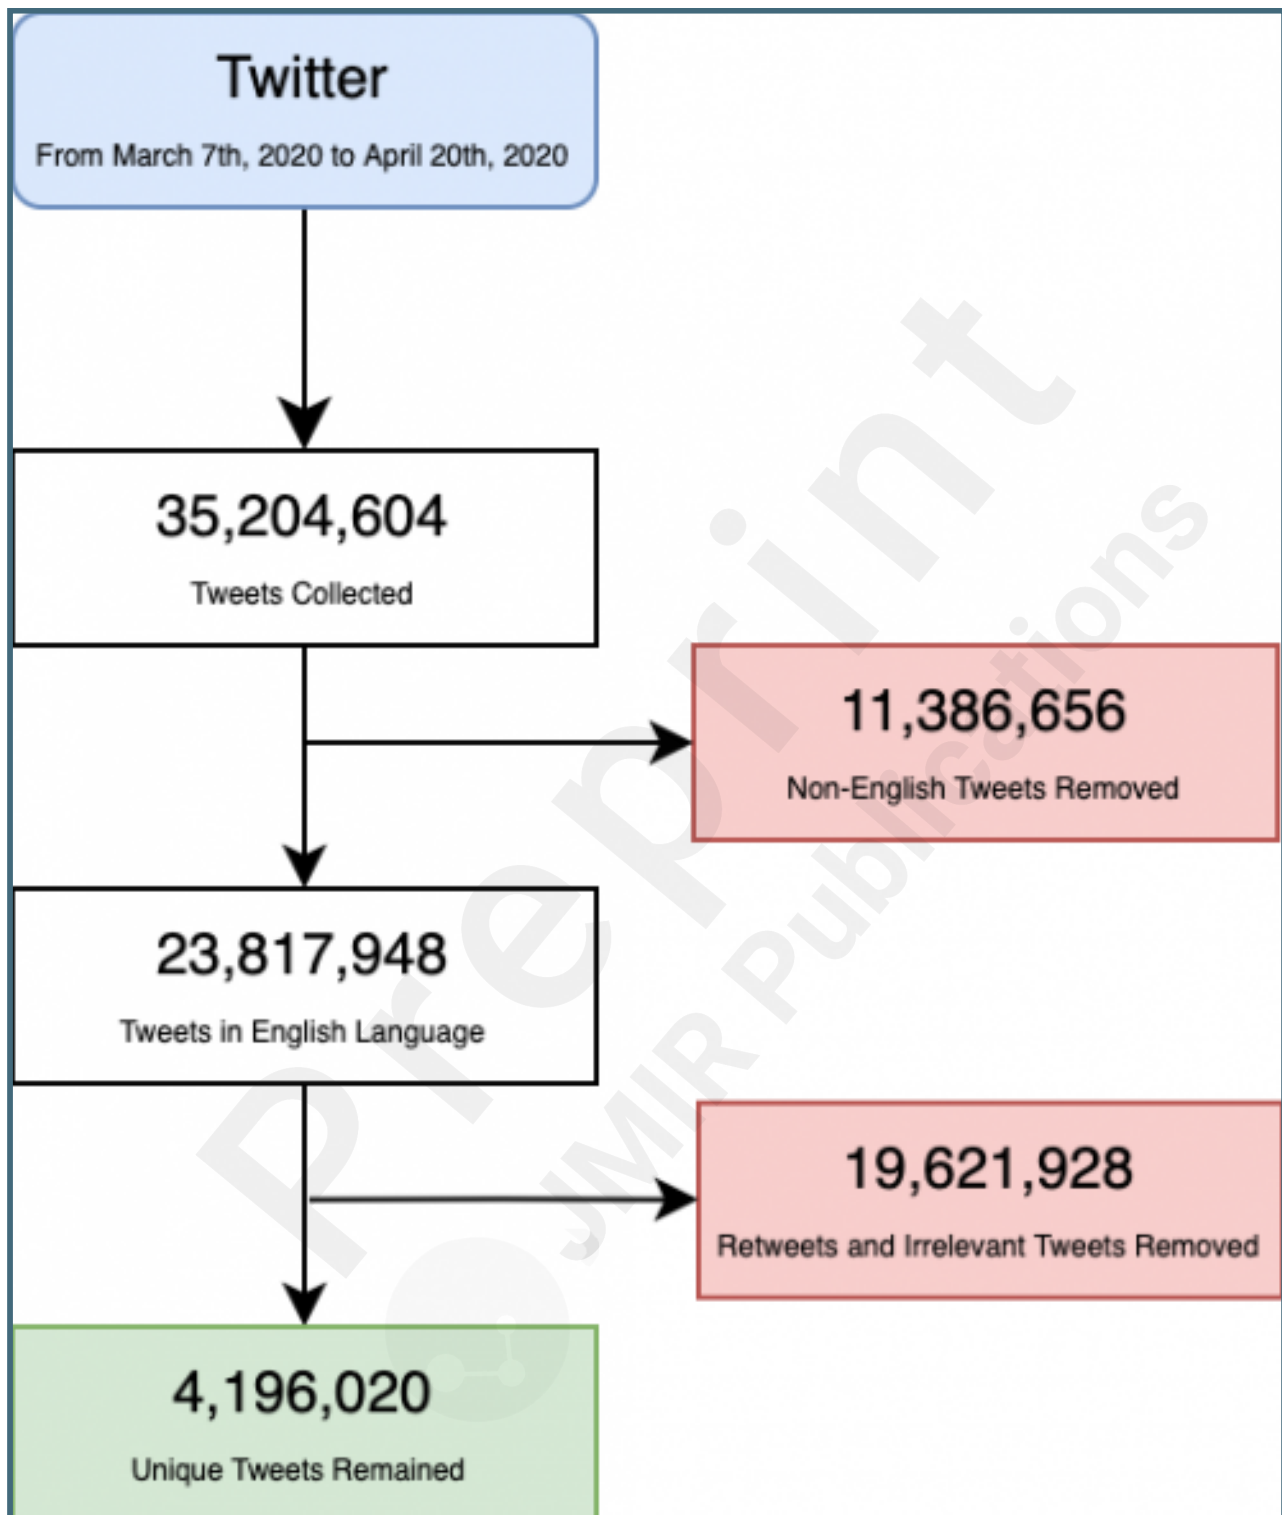 Twitter
From March 7th, 2020 to April 20th, 2020
35,204,604
Tweets Collected
11,386,656
Non-English Tweets Removed
23,817,948
Tweets in English Language
19,621,928
Retweets and Irrelevant Tweets Removed
4,196,020
Unique Tweets Remained
Preprint
JMIR Publications